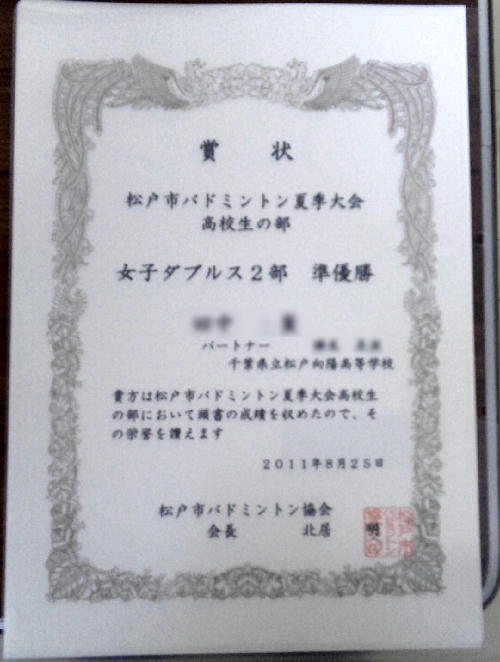 賞 状
松戸市バドミントン夏季大会
高校生の部
女子ダブルス2部 準優勝
パートナー
千葉県立松戸向陽高等学校
貴方は松戸市バドミントン夏季大会高校生
の部において頭書の成績を収めたので、そ
の栄誉を讃えます
2011年8月25日
松戸市バドミントン協会
会長 北居 明